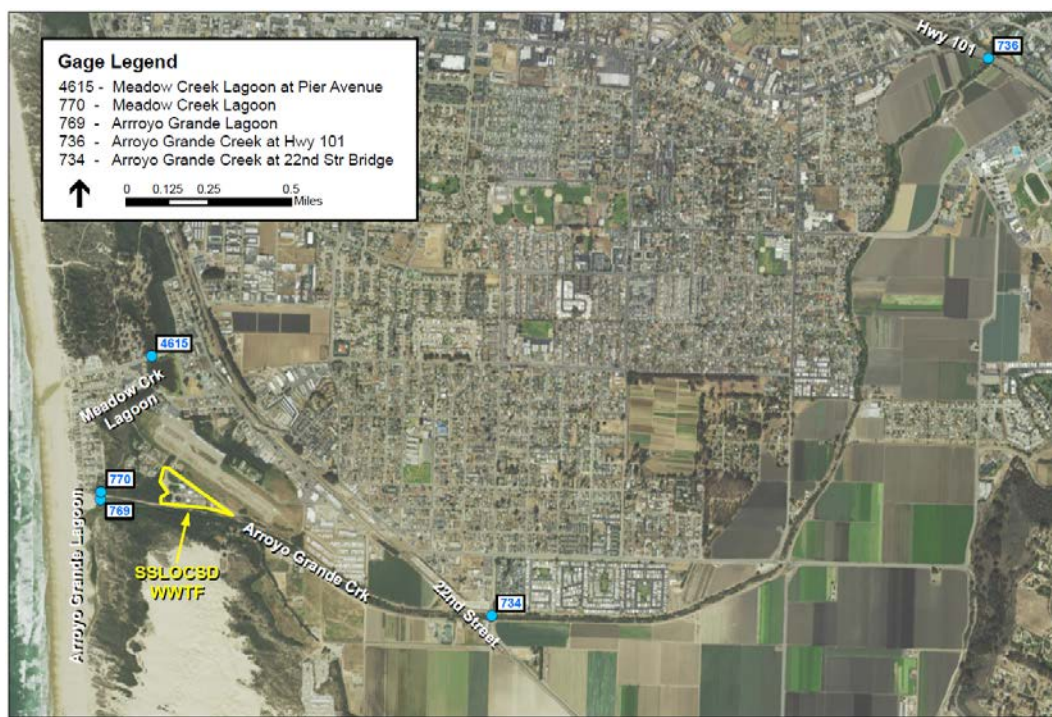 Gage Legend
4615 - Meadow Creek Lagoon at Pier Avenue
770 - Meadow Creek Lagoon
769 - Arrroyo Grande Lagoon
736 - Arroyo Grande Creek at Hwy 101
734 - Arroyo Grande Creek at 22nd Str Bridge
0 0.125 0.25 0.5
Miles
Hwy 101
736
4615
Meadow Crk
Lagoon
770
769
Arroyo Grande Lagoon
SSLOCSD
WWTF
Arroyo Grande Crk
22nd Street
734